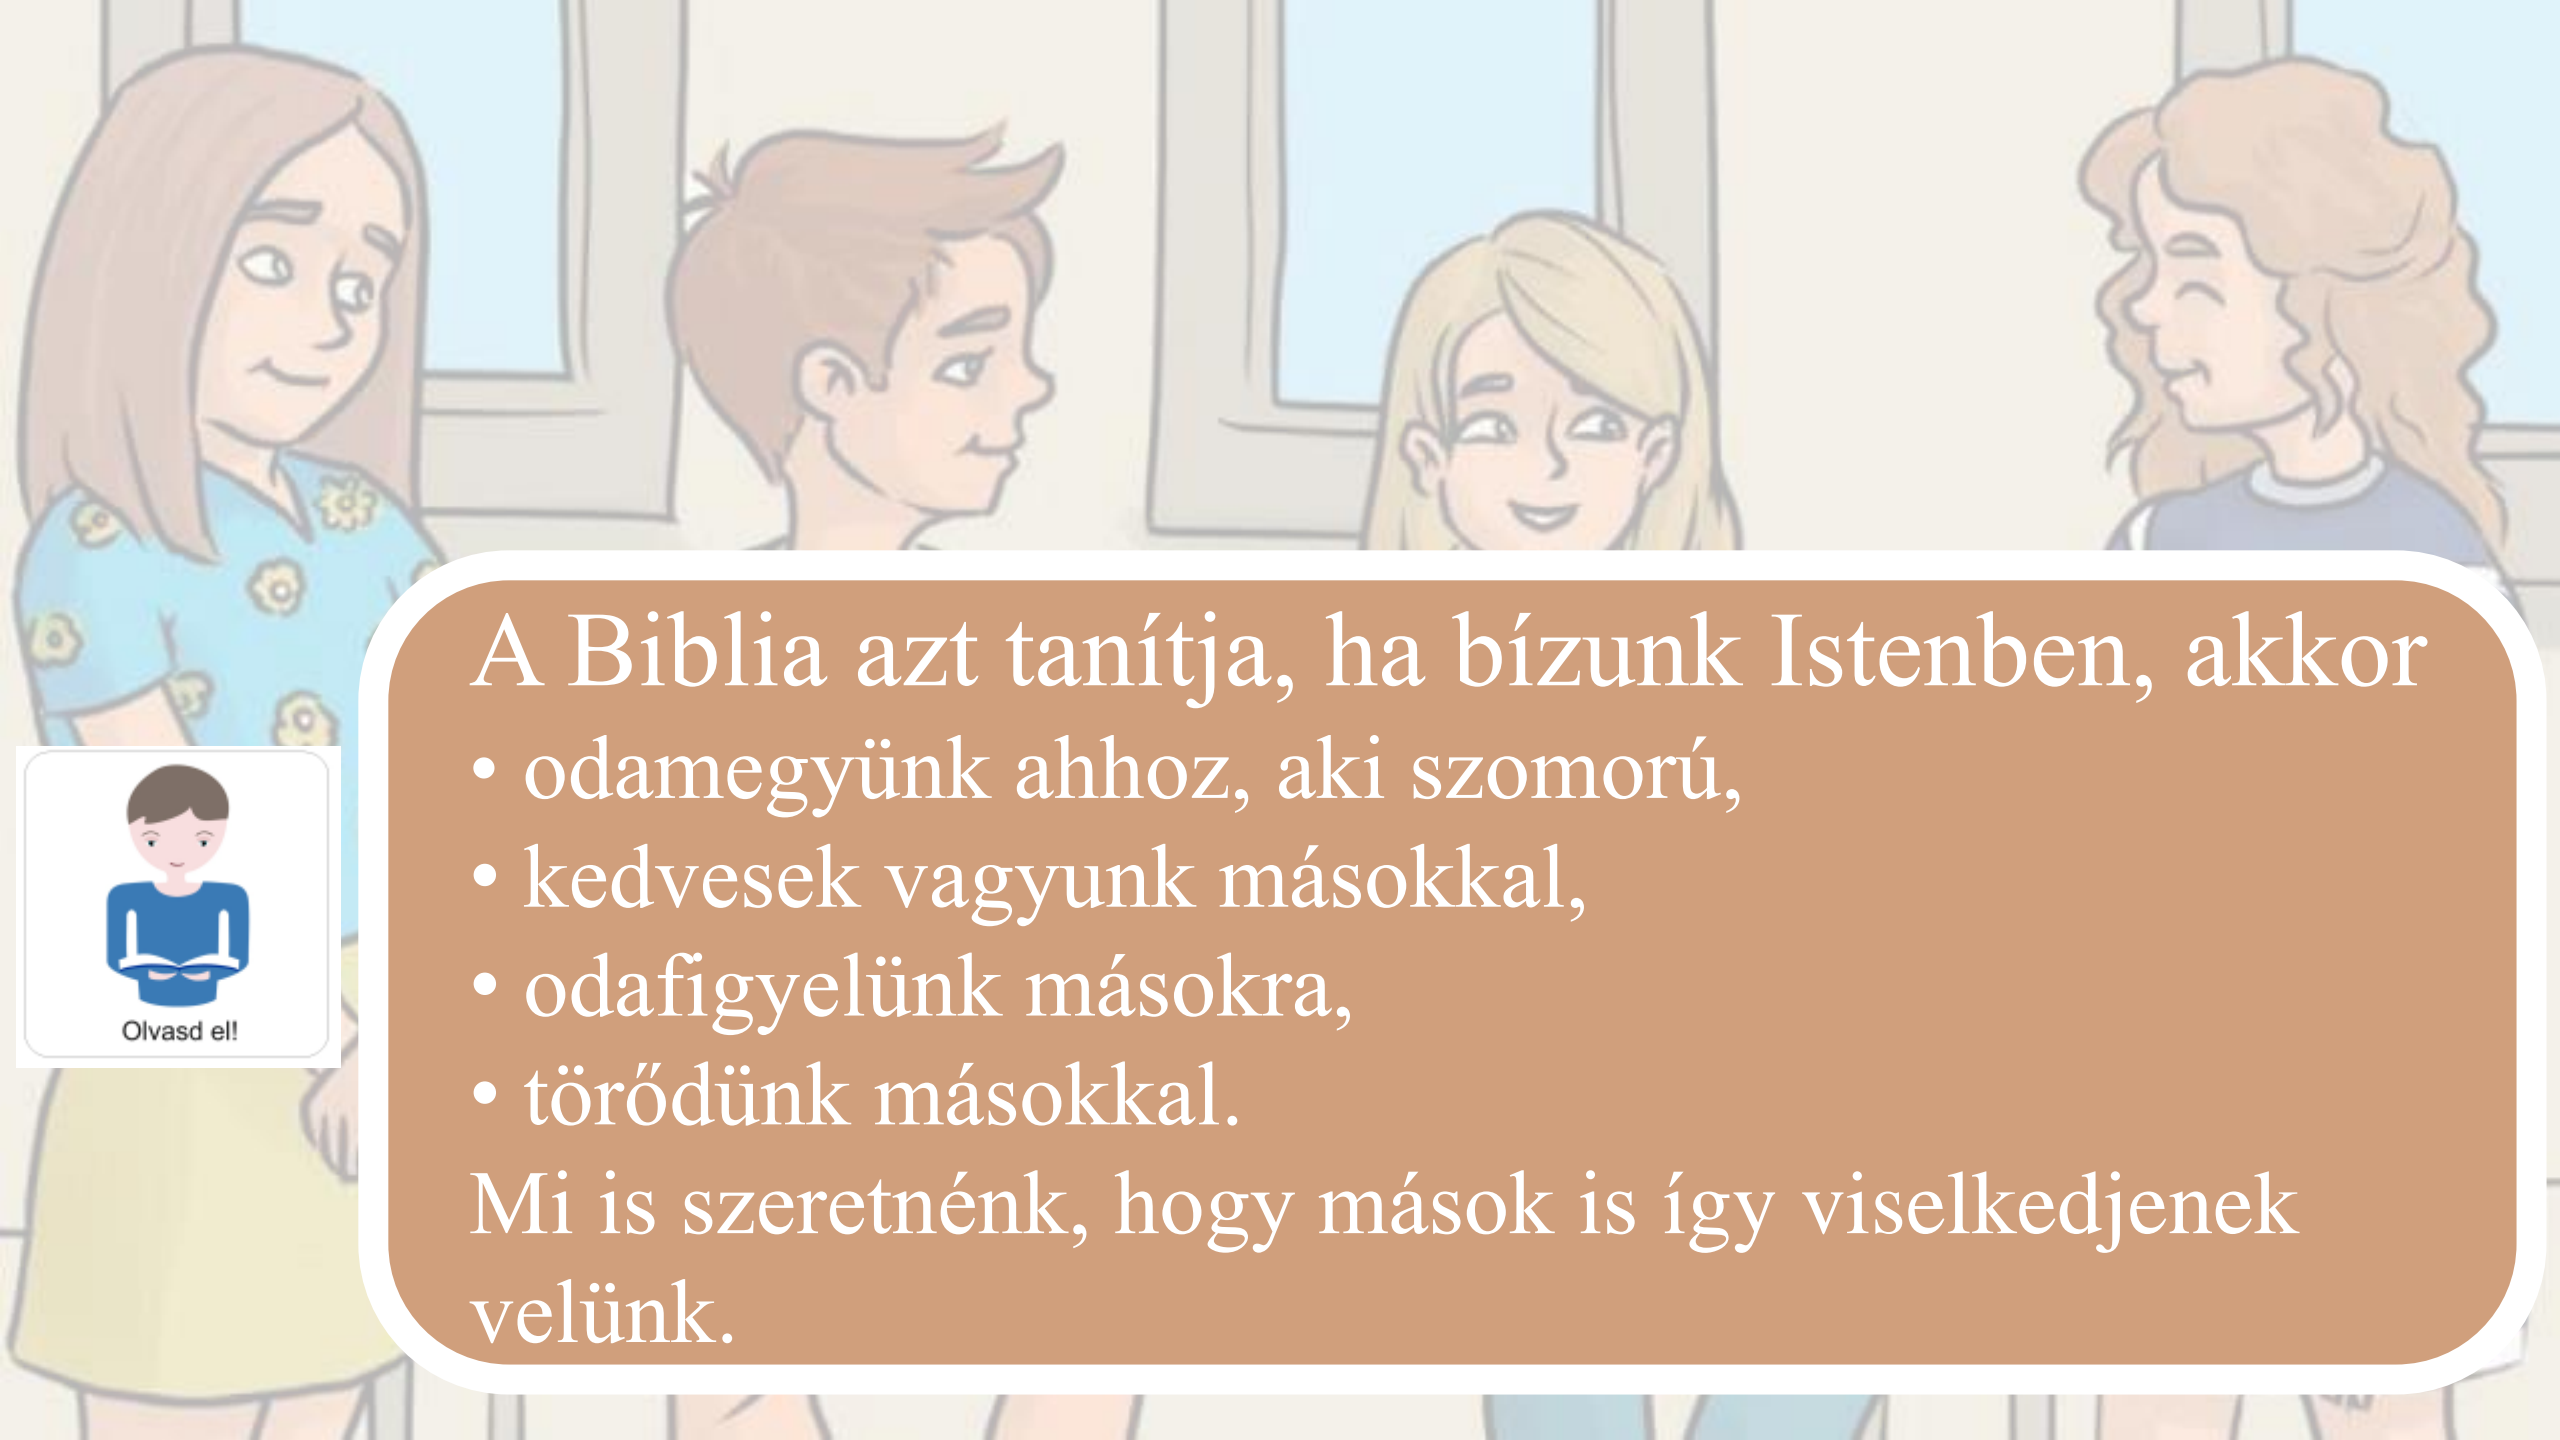 A Biblia azt tanítja, ha bízunk Istenben, akkor
• odamegyünk ahhoz, aki szomorú,
• kedvesek vagyunk másokkal,
• odafigyelünk másokra,
• törődünk másokkal.
Mi is szeretnénk, hogy mások is így viselkedjenek
velünk.
Olvasd el!